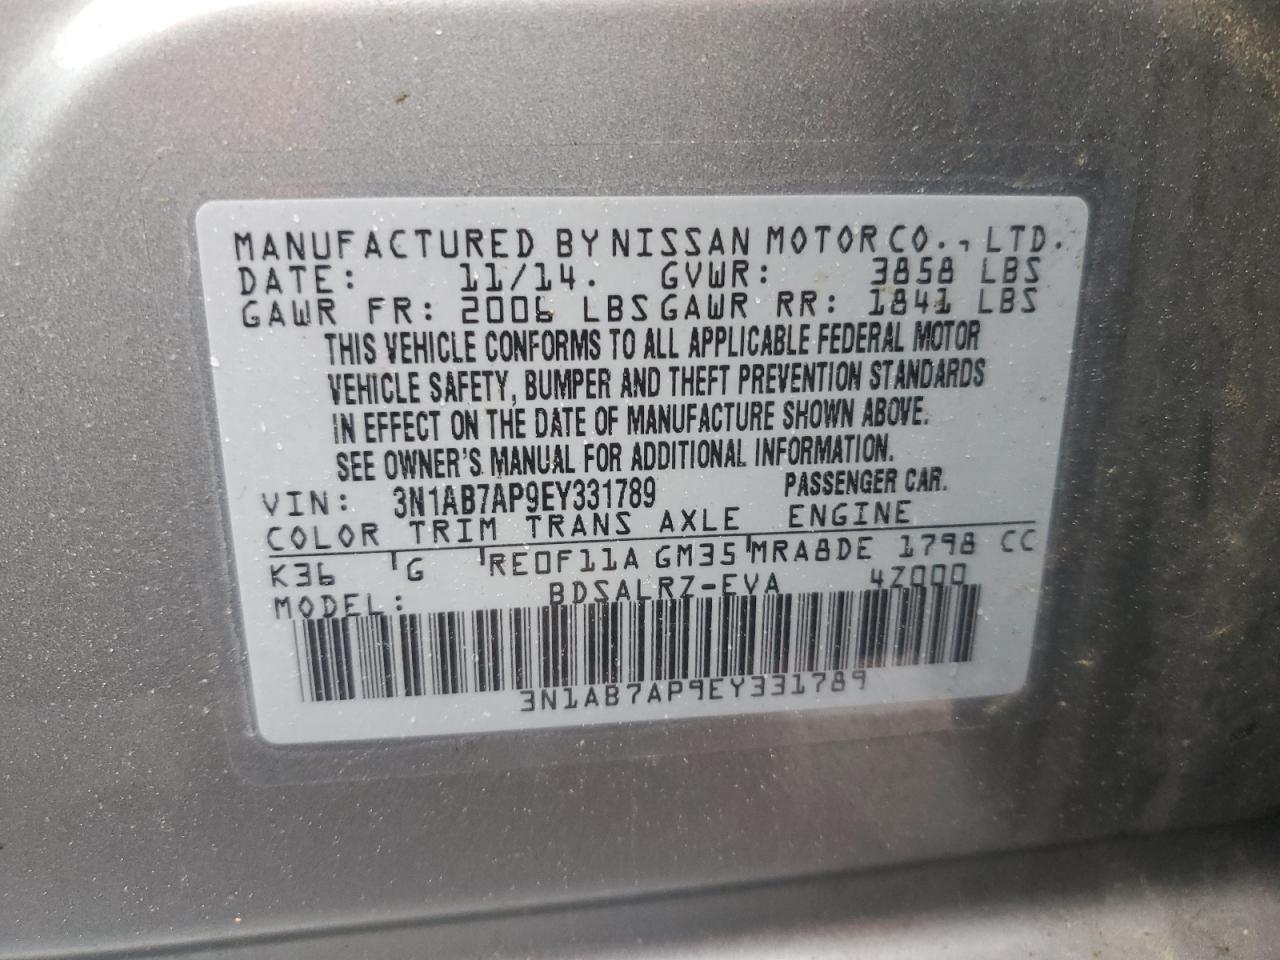 MANUFACTURED BY NISSAN MOTOR CO., LTD.
DATE: 11/14. GVWR: 3858 LBS
GAWR FR: 2006 LBS GAWR RR: 1841 LBS
THIS VEHICLE CONFORMS TO ALL APPLICABLE FEDERAL MOTOR
VEHICLE SAFETY, BUMPER AND THEFT PREVENTION STANDARDS
IN EFFECT ON THE DATE OF MANUFACTURE SHOWN ABOVE.
SEE OWNER'S MANUAL FOR ADDITIONAL INFORMATION.
VIN: 3N1AB7AP9EY331789 PASSENGER CAR.
COLOR TRIM TRANS AXLE ENGINE
K36 G RE0F11A GM35 MRA8DE 1798 CC
MODEL: BDSALRZ-EVA 4Z000
3N1AB7AP9EY331789